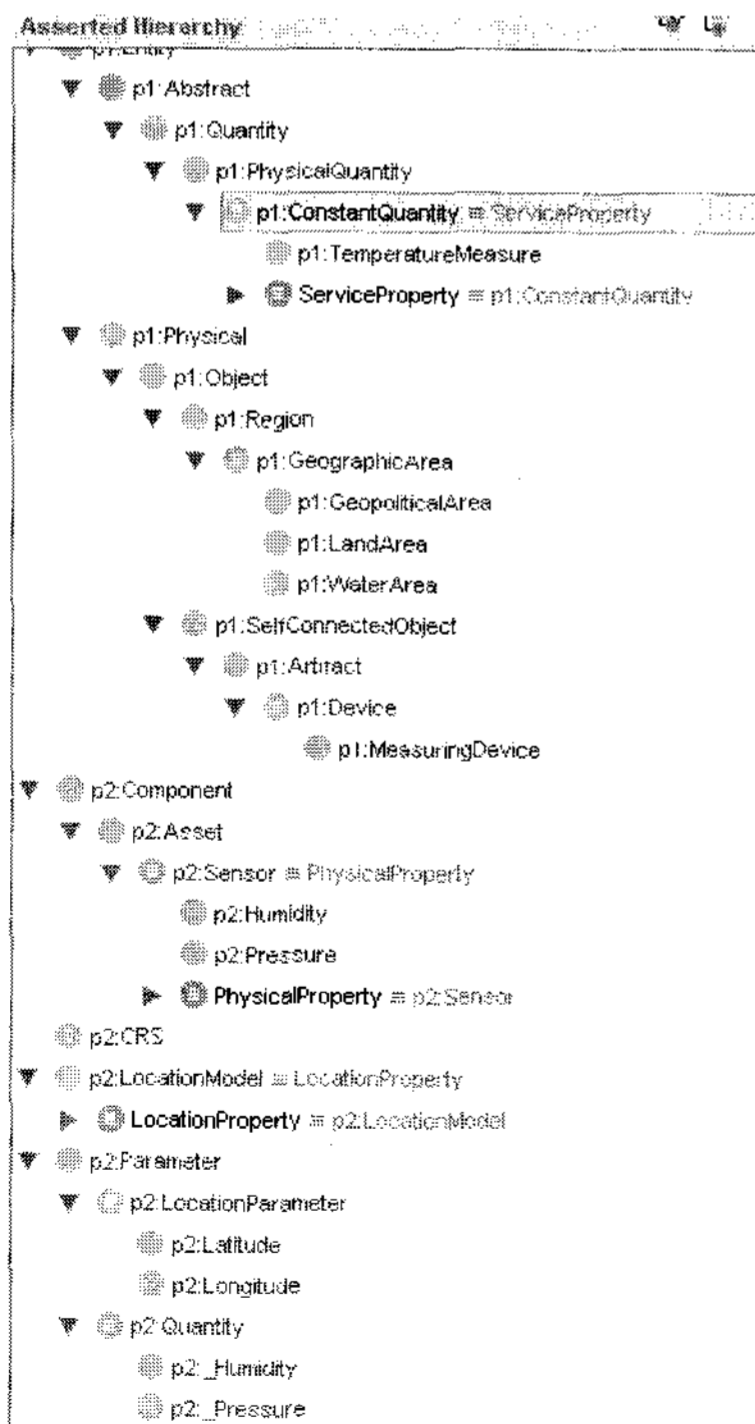 Asserted Hierarchy
p1:Entity
p1:Abstract
p1:Quantity
p1:PhysicalQuantity
p1:ConstantQuantity ≡ ServiceProperty
p1:TemperatureMeasure
ServiceProperty ≡ p1:ConstantQuantity
p1:Physical
p1:Object
p1:Region
p1:GeographicArea
p1:GeopoliticalArea
p1:LandArea
p1:WaterArea
p1:SelfConnectedObject
p1:Artifact
p1:Device
p1:MeasuringDevice
p2:Component
p2:Asset
p2:Sensor ≡ PhysicalProperty
p2:Humidity
p2:Pressure
PhysicalProperty ≡ p2:Sensor
p2:CRS
p2:LocationModel ≡ LocationProperty
LocationProperty ≡ p2:LocationModel
p2:Parameter
p2:LocationParameter
p2:Latitude
p2:Longitude
p2:Quantity
p2:_Humidity
p2:_Pressure